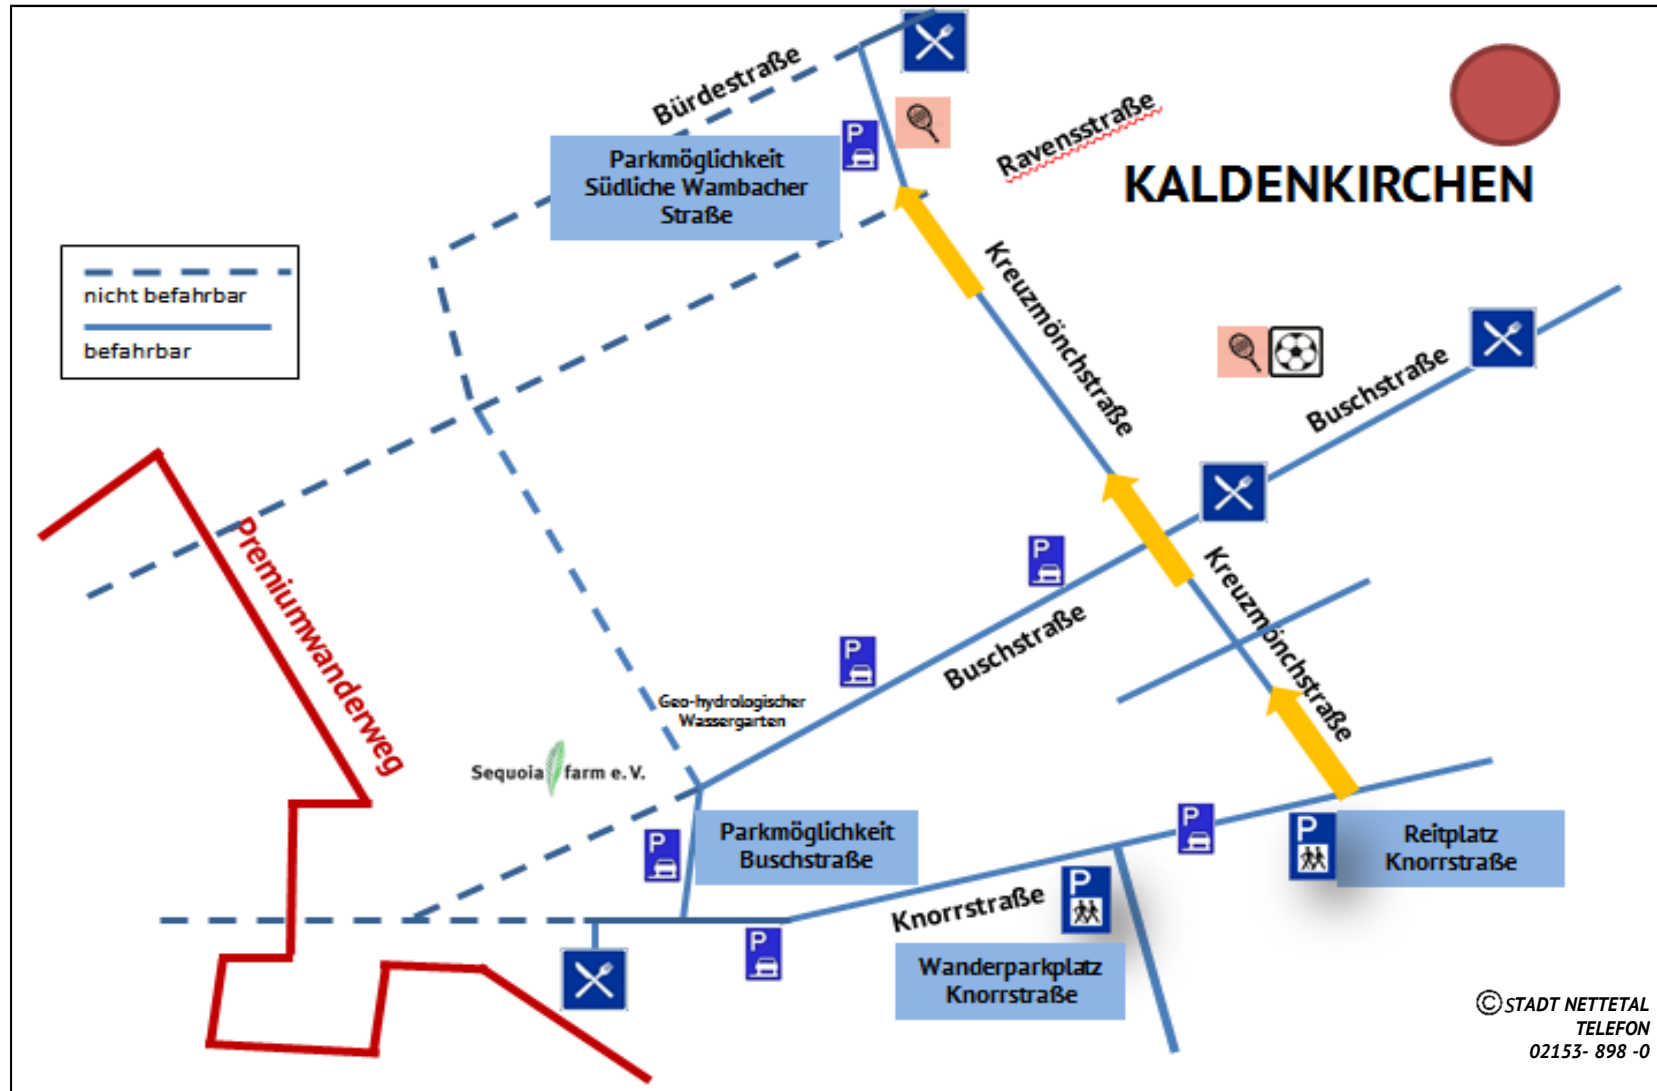 Bürdestraße
Ravensstraße
KALDENKIRCHEN
P
Parkmöglichkeit
Südliche Wambacher
Straße
nicht befahrbar
befahrbar
Kreuzmönchstraße
Buschstraße
Premiumwanderweg
P
Kreuzmönchstraße
Buschstraße
P
Geo-hydrologischer
Wassergarten
Sequoia farm e. V.
P
Parkmöglichkeit
Buschstraße
P
P
Reitplatz
Knorrstraße
P
Knorrstraße
P
Wanderparkplatz
Knorrstraße
© STADT NETTETAL
TELEFON
02153- 898 -0